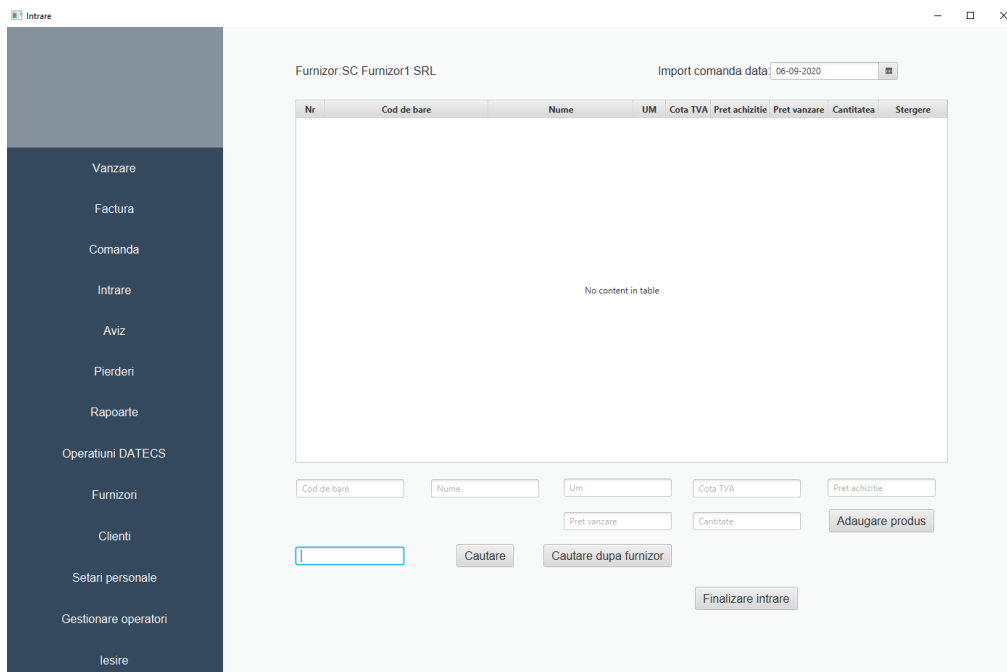 Intrare
Furnizor:SC Furnizor1 SRL
Import comanda data: 06-09-2020
Nr Cod de bare Nume UM Cota TVA Pret achizitie Pret vanzare Cantitatea Stergere
No content in table
Vanzare
Factura
Comanda
Intrare
Aviz
Pierderi
Rapoarte
Operatiuni DATECS
Furnizori
Clienti
Setari personale
Gestionare operatori
Iesire
Cod de bare Nume Um Cota TVA Pret achizitie
Pret vanzare Cantitate Adaugare produs
Cautare Cautare dupa furnizor
Finalizare intrare